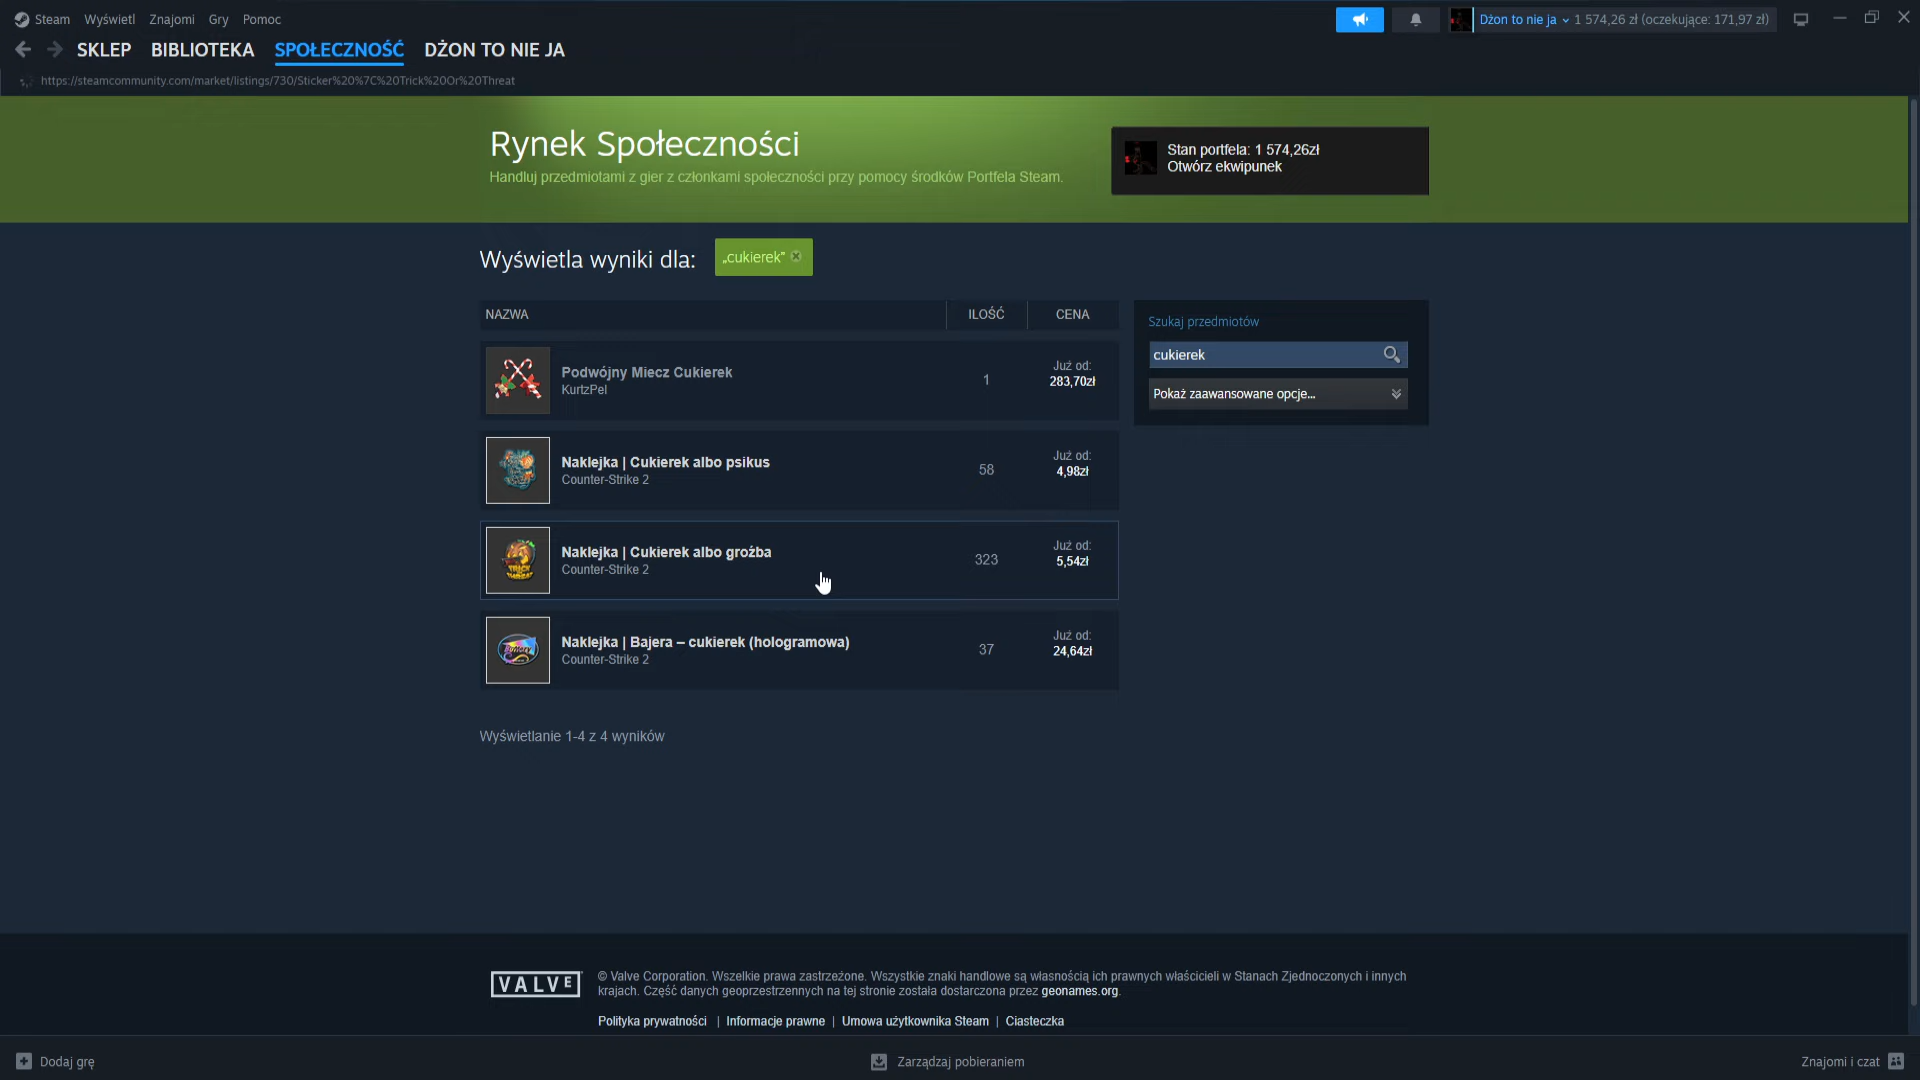 Steam Wyświetl Znajomi Gry Pomoc
Dżon to nie ja 1 574,26 zł (oczekujące: 171,97 zł)
SKLEP BIBLIOTEKA SPOŁECZNOŚĆ DŻON TO NIE JA
https://steamcommunity.com/market/listings/730/Sticker%20%7C%20Trick%20Or%20Threat
Rynek Społeczności
Handluj przedmiotami z gier z członkami społeczności przy pomocy środków Portfela Steam.
Stan portfela: 1 574,26zł
Otwórz ekwipunek
Wyświetla wyniki dla: „cukierek”
NAZWA ILOŚĆ CENA
Podwójny Miecz Cukierek
KurtzPel
1
Już od:
283,70zł
Naklejka | Cukierek albo psikus
Counter-Strike 2
58
Już od:
4,98zł
TRICK
THREAT
Naklejka | Cukierek albo groźba
Counter-Strike 2
323
Już od:
5,54zł
Naklejka | Bajera – cukierek (hologramowa)
Counter-Strike 2
37
Już od:
24,64zł
Wyświetlanie 1-4 z 4 wyników
Szukaj przedmiotów
cukierek
Pokaż zaawansowane opcje...
VALVE
© Valve Corporation. Wszelkie prawa zastrzeżone. Wszystkie znaki handlowe są własnością ich prawnych właścicieli w Stanach Zjednoczonych i innych
krajach. Część danych geoprzestrzennych na tej stronie została dostarczona przez geonames.org.
Polityka prywatności | Informacje prawne | Umowa użytkownika Steam | Ciasteczka
Dodaj grę
Zarządzaj pobieraniem
Znajomi i czat